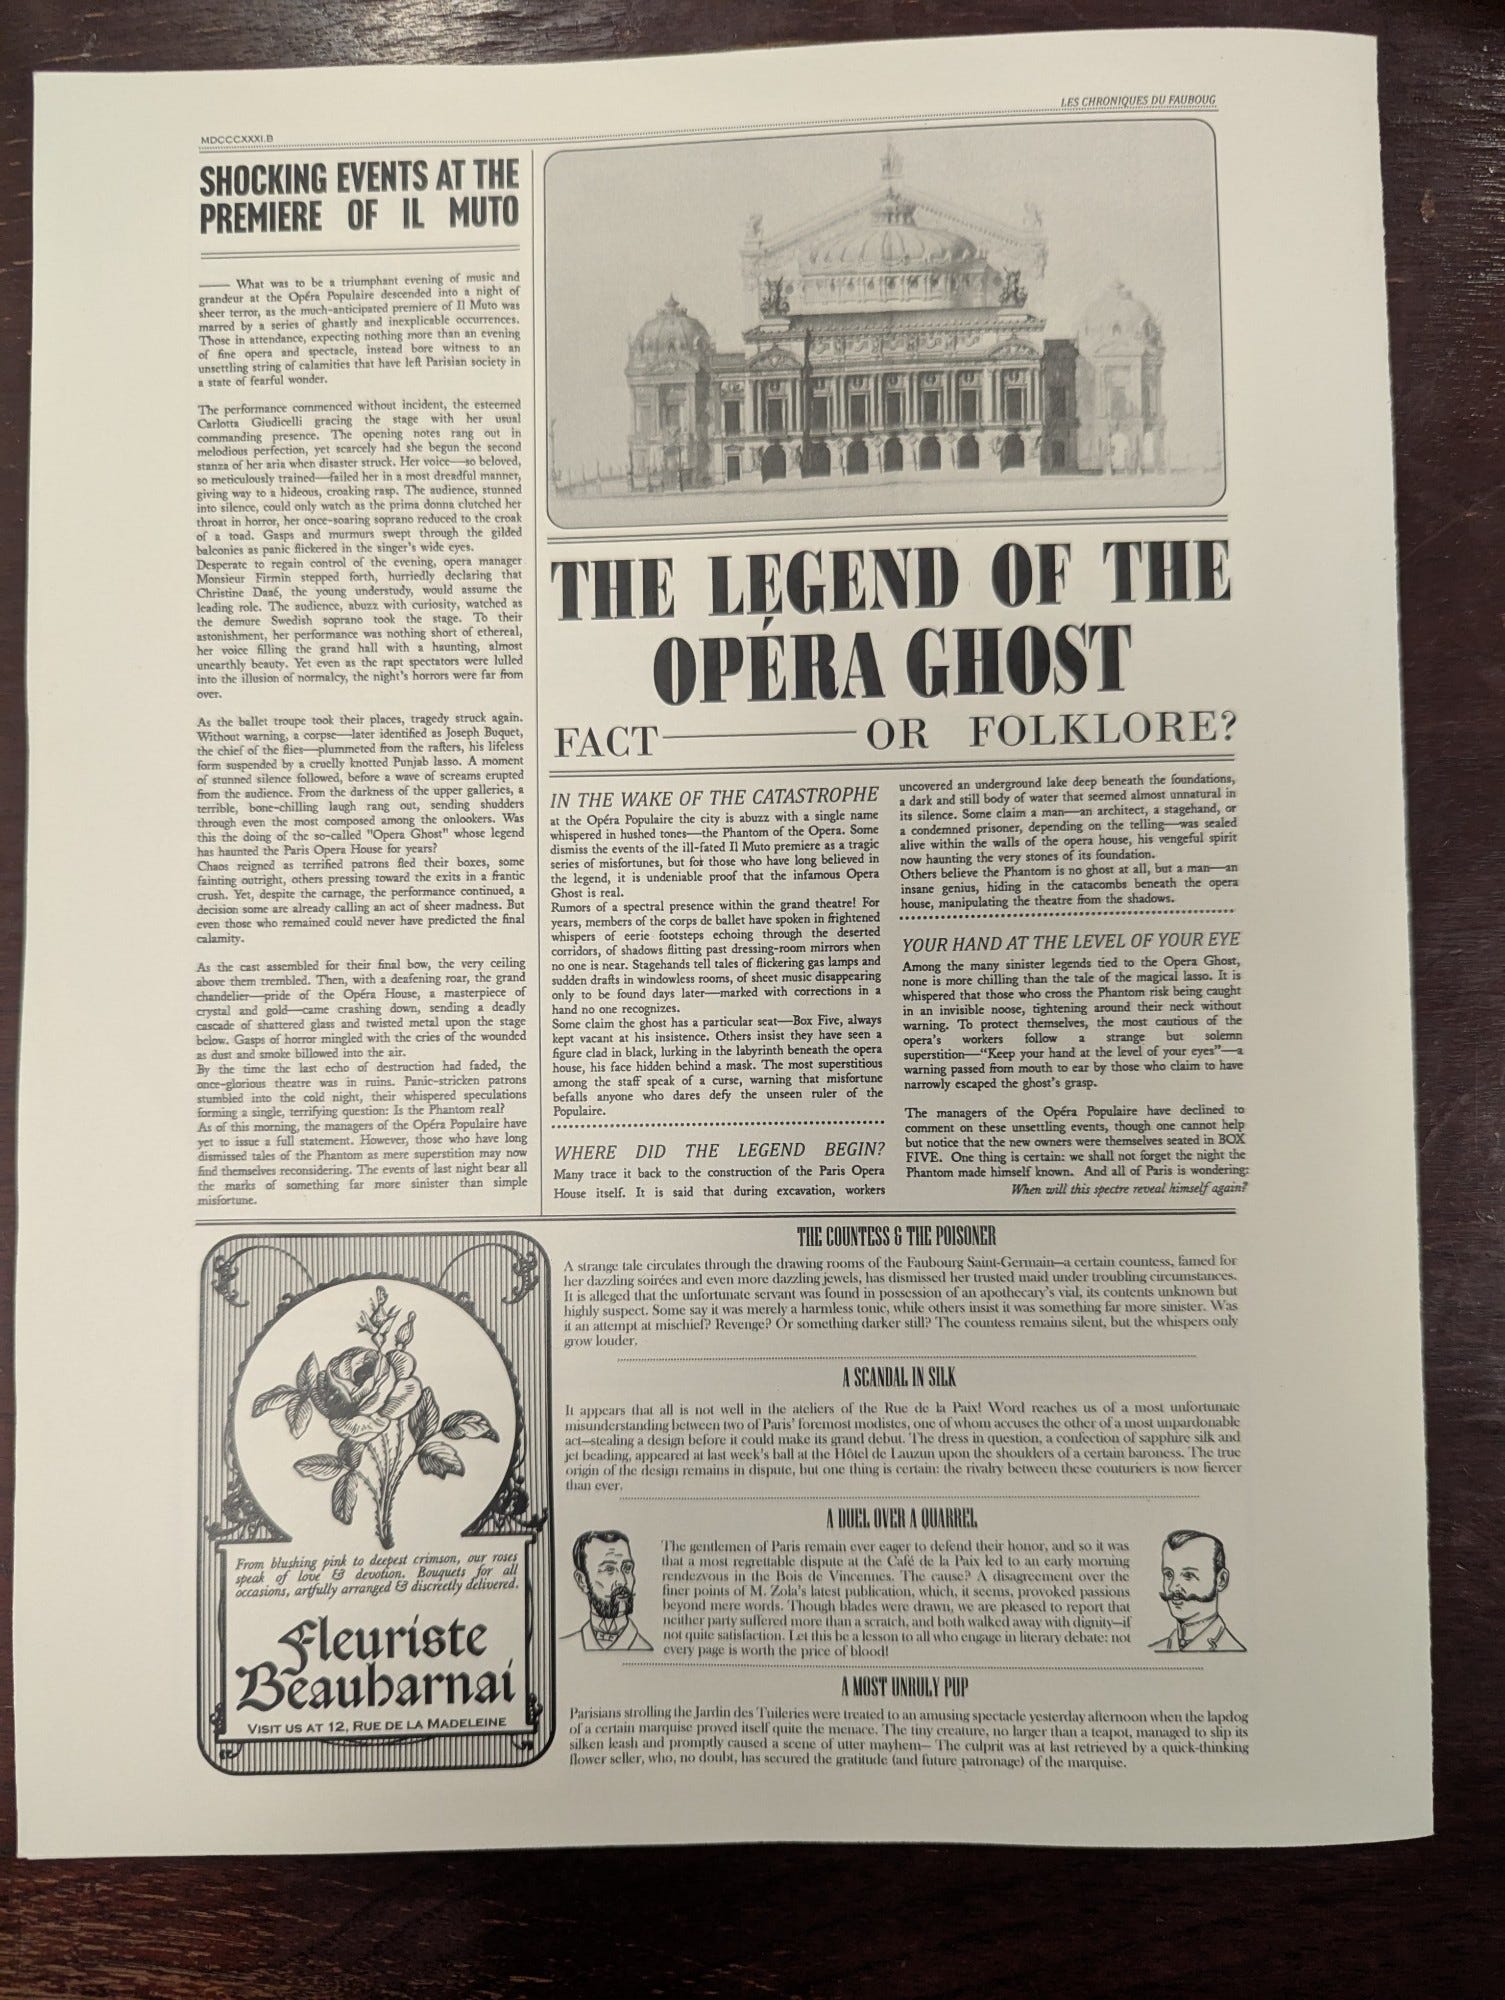 LES CHRONIQUES DU FAUBOUG
MDCCCXXXI.B
SHOCKING EVENTS AT THE
PREMIERE OF IL MUTO
—— What was to be a triumphant evening of music and
grandeur at the Opéra Populaire descended into a night of
sheer terror, as the much-anticipated premiere of Il Muto was
marred by a series of ghastly and inexplicable occurrences.
Those in attendance, expecting nothing more than an evening
of fine opera and spectacle, instead bore witness to an
unsettling string of calamities that have left Parisian society in
a state of fearful wonder.
The performance commenced without incident, the esteemed
Carlotta Giudicelli gracing the stage with her usual
commanding presence. The opening notes rang out in
melodious perfection, yet scarcely had she begun the second
stanza of her aria when disaster struck. Her voice—so beloved,
so meticulously trained—failed her in a most dreadful manner,
giving way to a hideous, croaking rasp. The audience, stunned
into silence, could only watch as the prima donna clutched her
throat in horror, her once-soaring soprano reduced to the croak
of a toad. Gasps and murmurs swept through the gilded
balconies as panic flickered in the singer's wide eyes.
Desperate to regain control of the evening, opera manager
Monsieur Firmin stepped forth, hurriedly declaring that
Christine Daaé, the young understudy, would assume the
leading role. The audience, abuzz with curiosity, watched as
the demure Swedish soprano took the stage. To their
astonishment, her performance was nothing short of ethereal,
her voice filling the grand hall with a haunting, almost
unearthly beauty. Yet even as the rapt spectators were lulled
into the illusion of normalcy, the night's horrors were far from
over.
As the ballet troupe took their places, tragedy struck again.
Without warning, a corpse—later identified as Joseph Buquet,
the chief of the flies—plummeted from the rafters, his lifeless
form suspended by a cruelly knotted Punjab lasso. A moment
of stunned silence followed, before a wave of screams erupted
from the audience. From the darkness of the upper galleries, a
terrible, bone-chilling laugh rang out, sending shudders
through even the most composed among the onlookers. Was
this the doing of the so-called "Opera Ghost" whose legend
has haunted the Paris Opera House for years?
Chaos reigned as terrified patrons fled their boxes, some
fainting outright, others pressing toward the exits in a frantic
crush. Yet, despite the carnage, the performance continued, a
decision some are already calling an act of sheer madness. But
even those who remained could never have predicted the final
calamity.
As the cast assembled for their final bow, the very ceiling
above them trembled. Then, with a deafening roar, the grand
chandelier—pride of the Opéra House, a masterpiece of
crystal and gold—came crashing down, sending a deadly
cascade of shattered glass and twisted metal upon the stage
below. Gasps of horror mingled with the cries of the wounded
as dust and smoke billowed into the air.
By the time the last echo of destruction had faded, the
once-glorious theatre was in ruins. Panic-stricken patrons
stumbled into the cold night, their whispered speculations
forming a single, terrifying question: Is the Phantom real?
As of this morning, the managers of the Opéra Populaire have
yet to issue a full statement. However, those who have long
dismissed tales of the Phantom as mere superstition may now
find themselves reconsidering. The events of last night bear all
the marks of something far more sinister than simple
misfortune.
THE LEGEND OF THE
OPÉRA GHOST
FACT —— OR FOLKLORE?
IN THE WAKE OF THE CATASTROPHE
at the Opéra Populaire the city is abuzz with a single name
whispered in hushed tones—the Phantom of the Opera. Some
dismiss the events of the ill-fated Il Muto premiere as a tragic
series of misfortunes, but for those who have long believed in
the legend, it is undeniable proof that the infamous Opera
Ghost is real.
Rumors of a spectral presence within the grand theatre! For
years, members of the corps de ballet have spoken in frightened
whispers of eerie footsteps echoing through the deserted
corridors, of shadows flitting past dressing-room mirrors when
no one is near. Stagehands tell tales of flickering gas lamps and
sudden drafts in windowless rooms, of sheet music disappearing
only to be found days later—marked with corrections in a
hand no one recognizes.
Some claim the ghost has a particular seat—Box Five, always
kept vacant at his insistence. Others insist they have seen a
figure clad in black, lurking in the labyrinth beneath the opera
house, his face hidden behind a mask. The most superstitious
among the staff speak of a curse, warning that misfortune
befalls anyone who dares defy the unseen ruler of the
Populaire.
WHERE DID THE LEGEND BEGIN?
Many trace it back to the construction of the Paris Opera
House itself. It is said that during excavation, workers
uncovered an underground lake deep beneath the foundations,
a dark and still body of water that seemed almost unnatural in
its silence. Some claim a man—an architect, a stagehand, or
a condemned prisoner, depending on the telling—was sealed
alive within the walls of the opera house, his vengeful spirit
now haunting the very stones of its foundation.
Others believe the Phantom is no ghost at all, but a man—an
insane genius, hiding in the catacombs beneath the opera
house, manipulating the theatre from the shadows.
YOUR HAND AT THE LEVEL OF YOUR EYE
Among the many sinister legends tied to the Opera Ghost,
none is more chilling than the tale of the magical lasso. It is
whispered that those who cross the Phantom risk being caught
in an invisible noose, tightening around their neck without
warning. To protect themselves, the most cautious of the
opera's workers follow a strange but solemn
superstition—“Keep your hand at the level of your eyes”—a
warning passed from mouth to ear by those who claim to have
narrowly escaped the ghost's grasp.
The managers of the Opéra Populaire have declined to
comment on these unsettling events, though one cannot help
but notice that the new owners were themselves seated in BOX
FIVE. One thing is certain: we shall not forget the night the
Phantom made himself known. And all of Paris is wondering:
When will this spectre reveal himself again?
From blushing pink to deepest crimson, our roses
speak of love & devotion. Bouquets for all
occasions, artfully arranged & discreetly delivered.
Fleuriste
Beauharnai
VISIT US AT 12, RUE DE LA MADELEINE
THE COUNTESS & THE POISONER
A strange tale circulates through the drawing rooms of the Faubourg Saint-Germain—a certain countess, famed for
her dazzling soirées and even more dazzling jewels, has dismissed her trusted maid under troubling circumstances.
It is alleged that the unfortunate servant was found in possession of an apothecary's vial, its contents unknown but
highly suspect. Some say it was merely a harmless tonic, while others insist it was something far more sinister. Was
it an attempt at mischief? Revenge? Or something darker still? The countess remains silent, but the whispers only
grow louder.
A SCANDAL IN SILK
It appears that all is not well in the ateliers of the Rue de la Paix! Word reaches us of a most unfortunate
misunderstanding between two of Paris' foremost modistes, one of whom accuses the other of a most unpardonable
act—stealing a design before it could make its grand debut. The dress in question, a confection of sapphire silk and
jet beading, appeared at last week's ball at the Hôtel de Lauzun upon the shoulders of a certain baroness. The true
origin of the design remains in dispute, but one thing is certain: the rivalry between these couturiers is now fiercer
than ever.
A DUEL OVER A QUARREL
The gentlemen of Paris remain ever eager to defend their honor, and so it was
that a most regrettable dispute at the Café de la Paix led to an early morning
rendezvous in the Bois de Vincennes. The cause? A disagreement over the
finer points of M. Zola's latest publication, which, it seems, provoked passions
beyond mere words. Though blades were drawn, we are pleased to report that
neither party suffered more than a scratch, and both walked away with dignity—if
not quite satisfaction. Let this be a lesson to all who engage in literary debate: not
every page is worth the price of blood!
A MOST UNRULY PUP
Parisians strolling the Jardin des Tuileries were treated to an amusing spectacle yesterday afternoon when the lapdog
of a certain marquise proved itself quite the menace. The tiny creature, no larger than a teapot, managed to slip its
silken leash and promptly caused a scene of utter mayhem— The culprit was at last retrieved by a quick-thinking
flower seller, who, no doubt, has secured the gratitude (and future patronage) of the marquise.